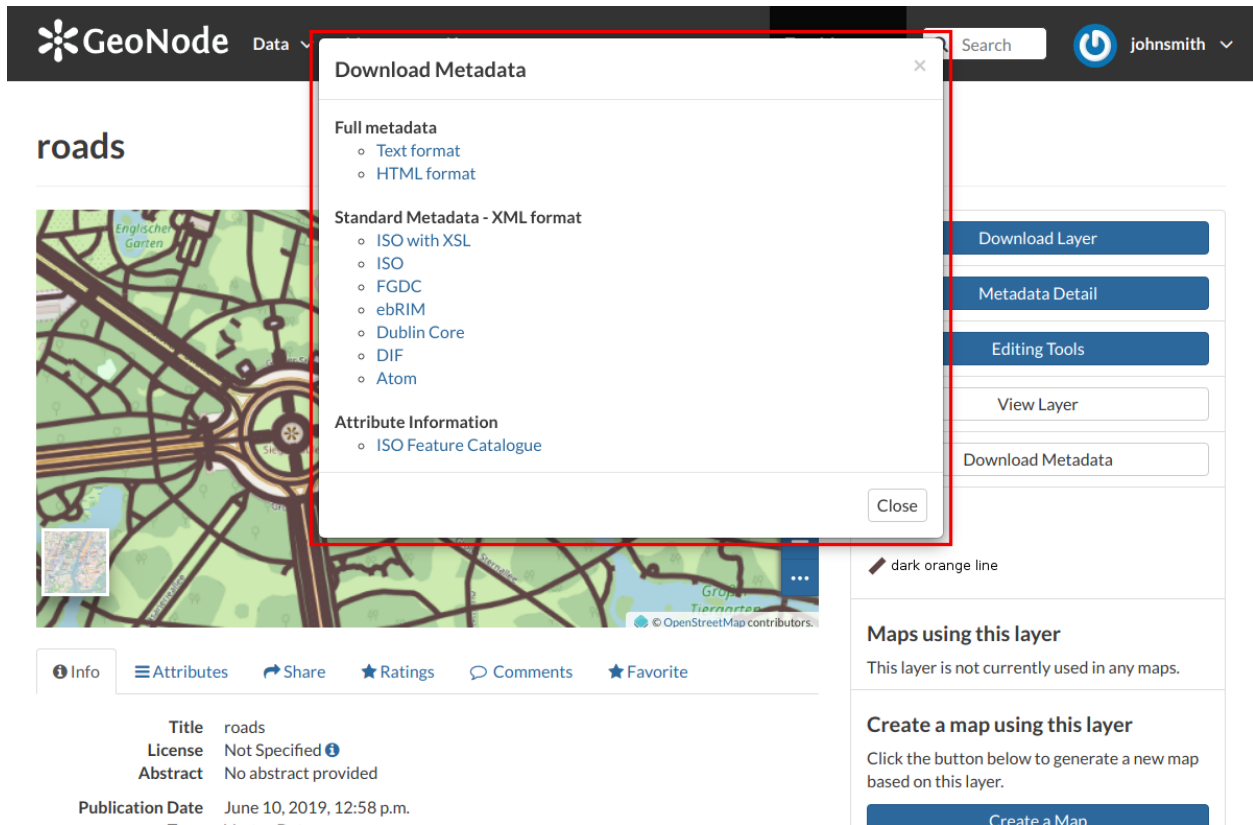 GeoNode
Data
Search
johnsmith
Download Metadata
×
Full metadata
Text format
HTML format
Standard Metadata - XML format
ISO with XSL
ISO
FGDC
ebRIM
Dublin Core
DIF
Atom
Attribute Information
ISO Feature Catalogue
Close
roads
Englischer
Garten
Download Layer
Metadata Detail
Editing Tools
View Layer
Download Metadata
dark orange line
Großer
Tiergarten
© OpenStreetMap contributors.
Maps using this layer
This layer is not currently used in any maps.
Create a map using this layer
Click the button below to generate a new map
based on this layer.
Create a Map
Info
Attributes
Share
Ratings
Comments
Favorite
Title roads
License Not Specified
Abstract No abstract provided
Publication Date June 10, 2019, 12:58 p.m.